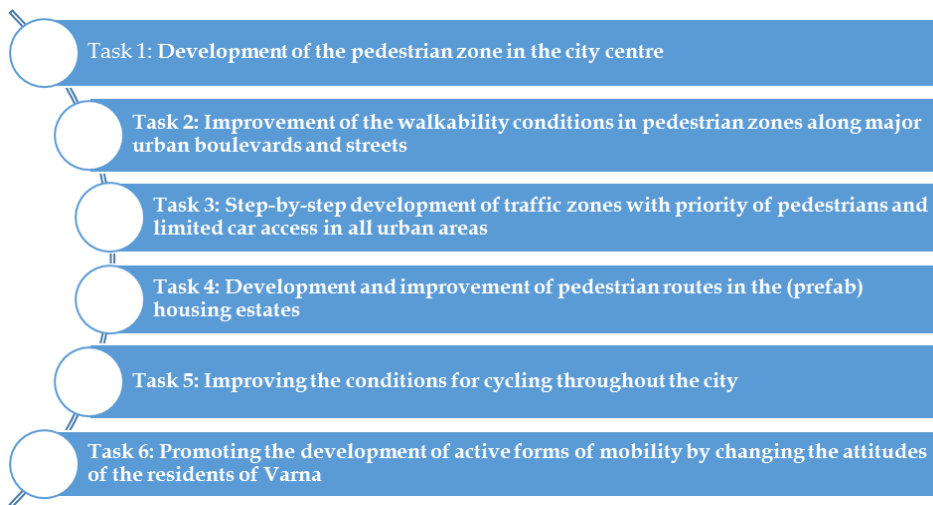 Task 1: Development of the pedestrian zone in the city centre
Task 2: Improvement of the walkability conditions in pedestrian zones along major
urban boulevards and streets
Task 3: Step-by-step development of traffic zones with priority of pedestrians and
limited car access in all urban areas
Task 4: Development and improvement of pedestrian routes in the (prefab)
housing estates
Task 5: Improving the conditions for cycling throughout the city
Task 6: Promoting the development of active forms of mobility by changing the attitudes
of the residents of Varna